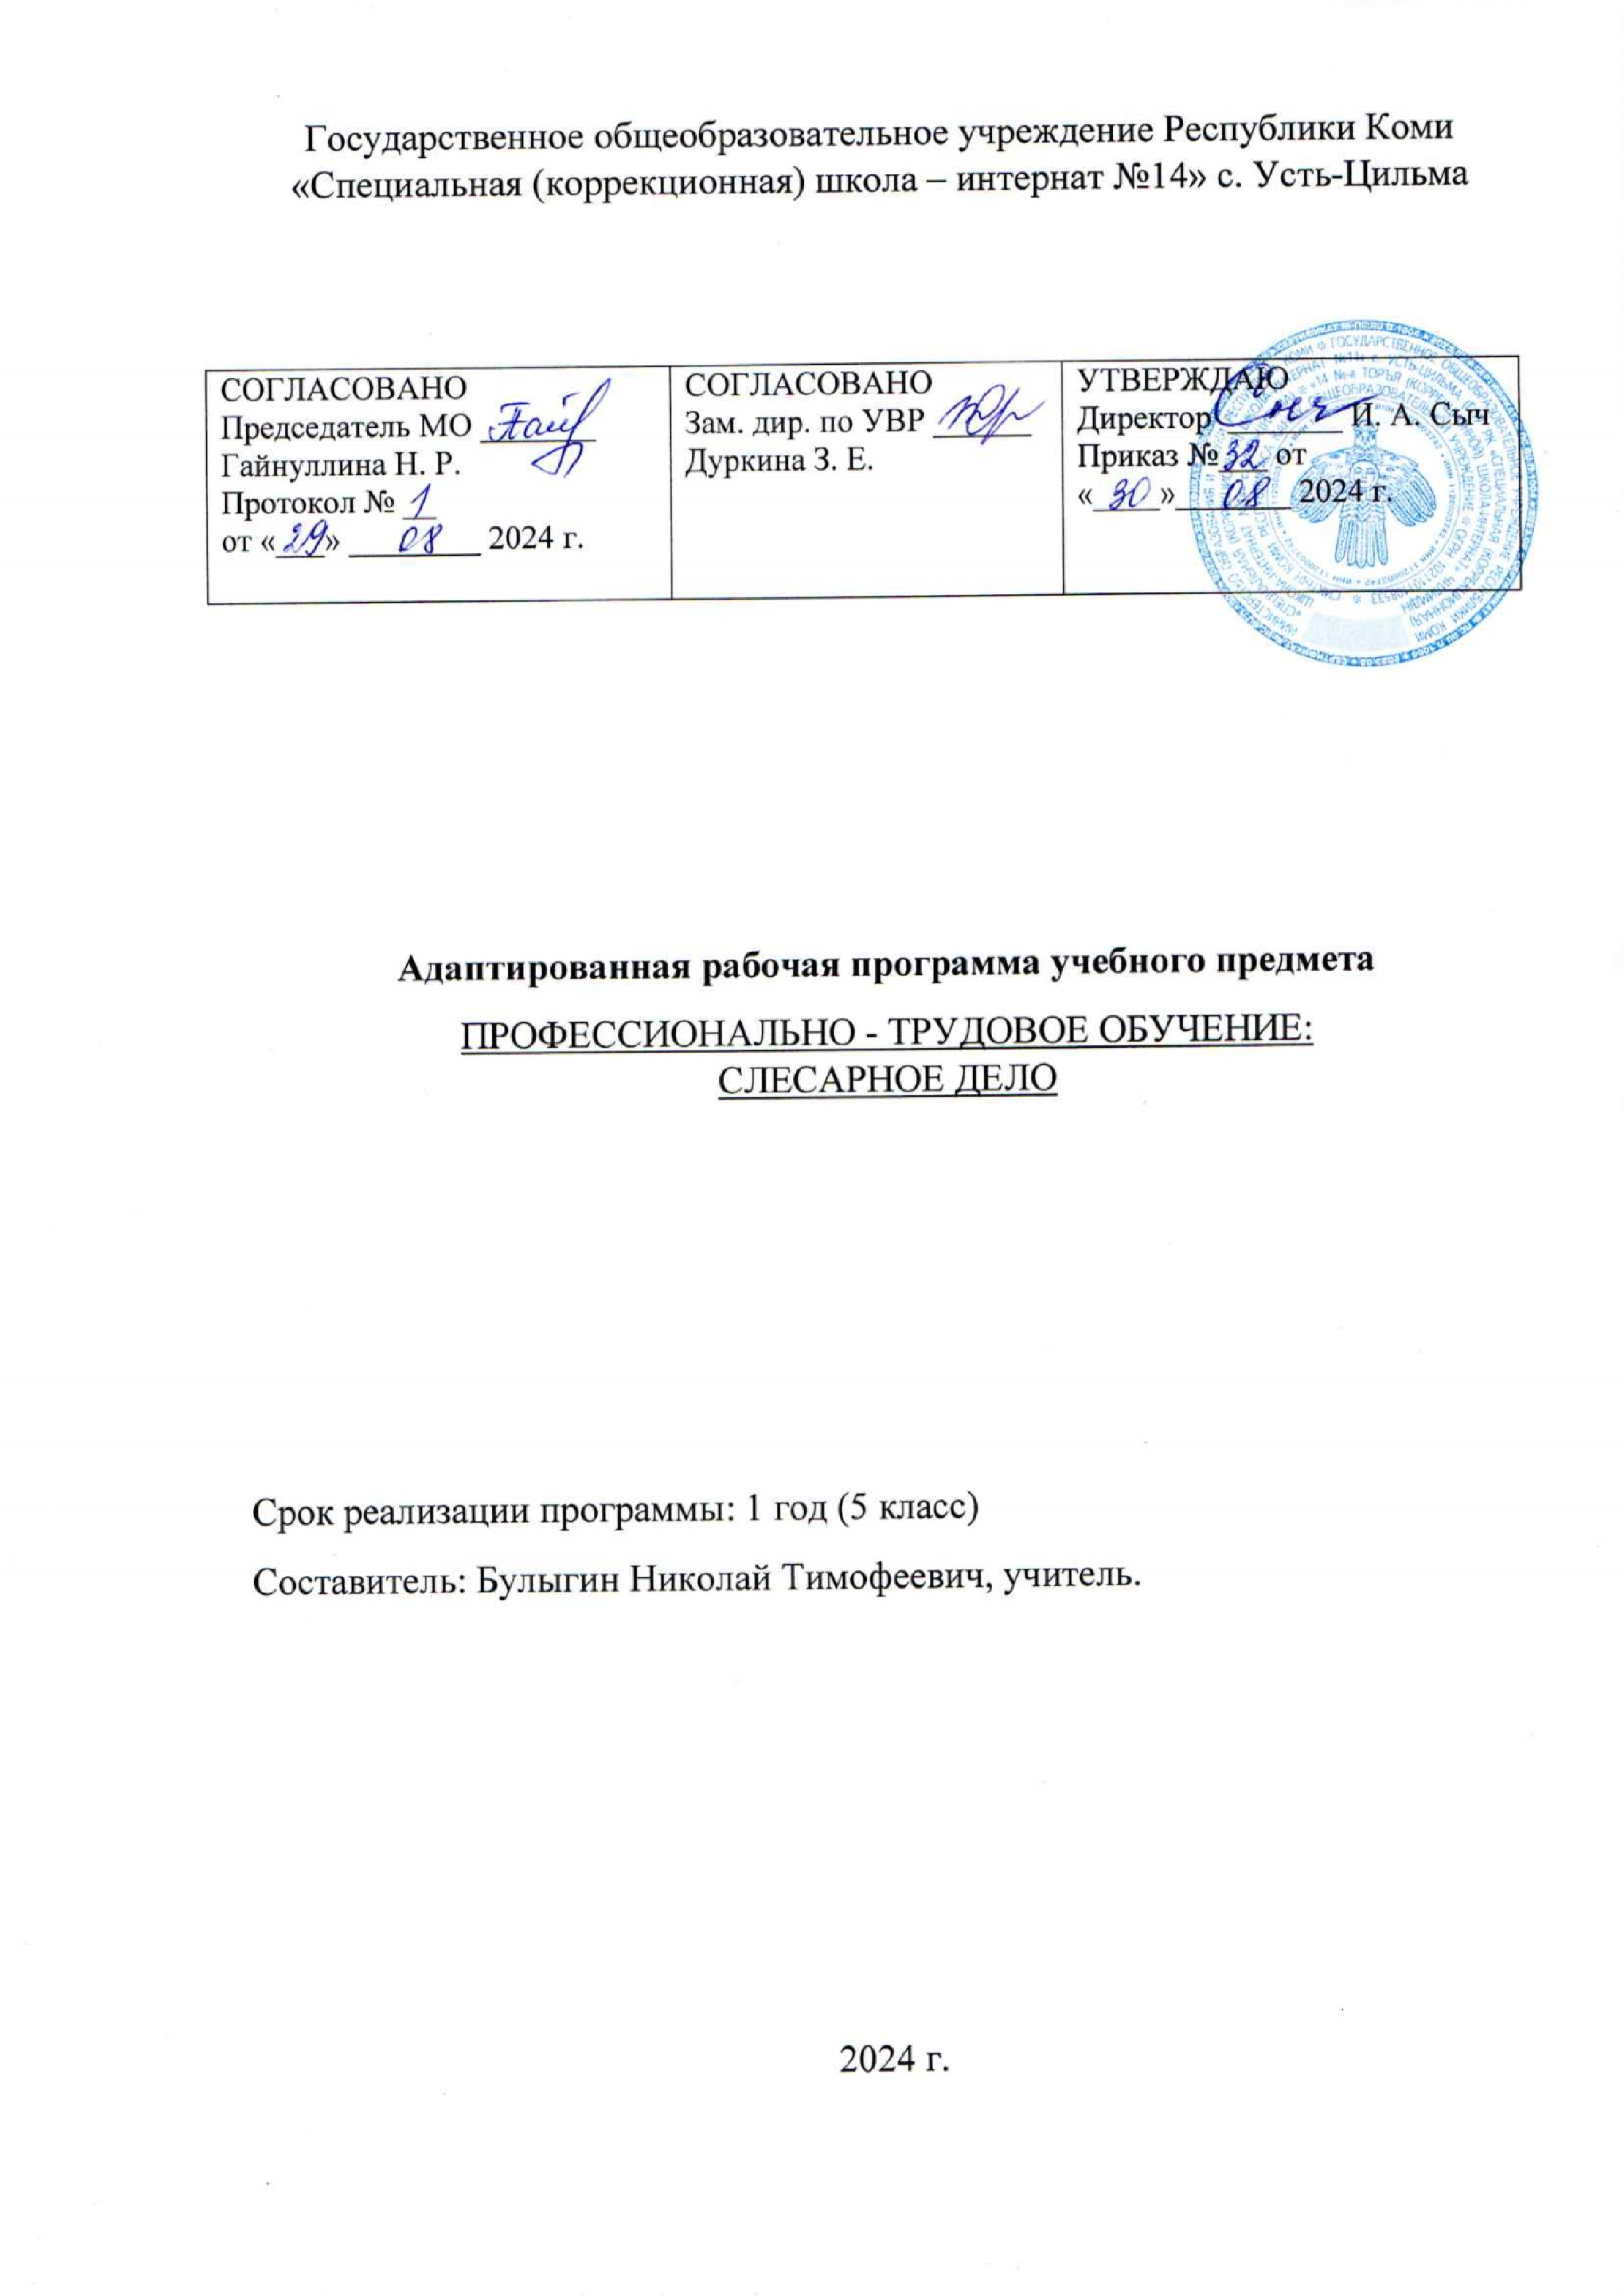 Государственное общеобразовательное учреждение Республики Коми
«Специальная (коррекционная) школа – интернат №14» с. Усть-Цильма
СОГЛАСОВАНО
Председатель МО
Гайнуллина Н. Р.
Протокол № 1
от «29» 08 2024 г.
СОГЛАСОВАНО
Зам. дир. по УВР
Дуркина З. Е.
УТВЕРЖДАЮ
Директор И. А. Сыч
Приказ № 32 от
«30» 08 2024 г.
Адаптированная рабочая программа учебного предмета
ПРОФЕССИОНАЛЬНО - ТРУДОВОЕ ОБУЧЕНИЕ:
СЛЕСАРНОЕ ДЕЛО
Срок реализации программы: 1 год (5 класс)
Составитель: Булыгин Николай Тимофеевич, учитель.
2024 г.